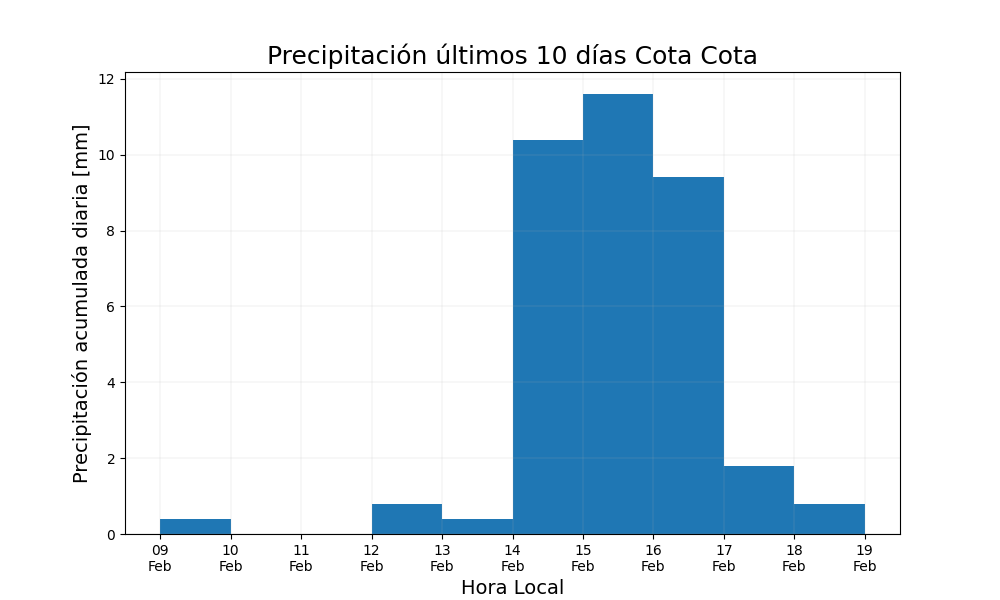 Precipitación últimos 10 días Cota Cota
Precipitación acumulada diaria [mm]
12
10
8
6
4
2
0
09 10 11 12 13 14 15 16 17 18 19
Feb Feb Feb Feb Feb Feb Feb Feb Feb Feb Feb
Hora Local